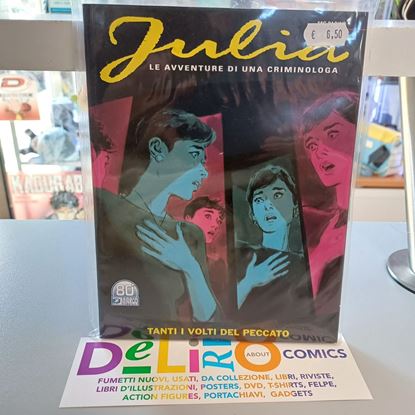 Julia
€ 6,50
LE AVVENTURE DI UNA CRIMINOLOGA
80
TANTI I VOLTI DEL PECCATO
DeLiRiO ABOUT COMICS
FUMETTI NUOVI, USATI, DA COLLEZIONE, LIBRI, RIVISTE,
LIBRI D'ILLUSTRAZIONI, POSTERS, DVD, T-SHIRTS, FELPE,
ACTION FIGURES, PORTACHIAVI, GADGETS